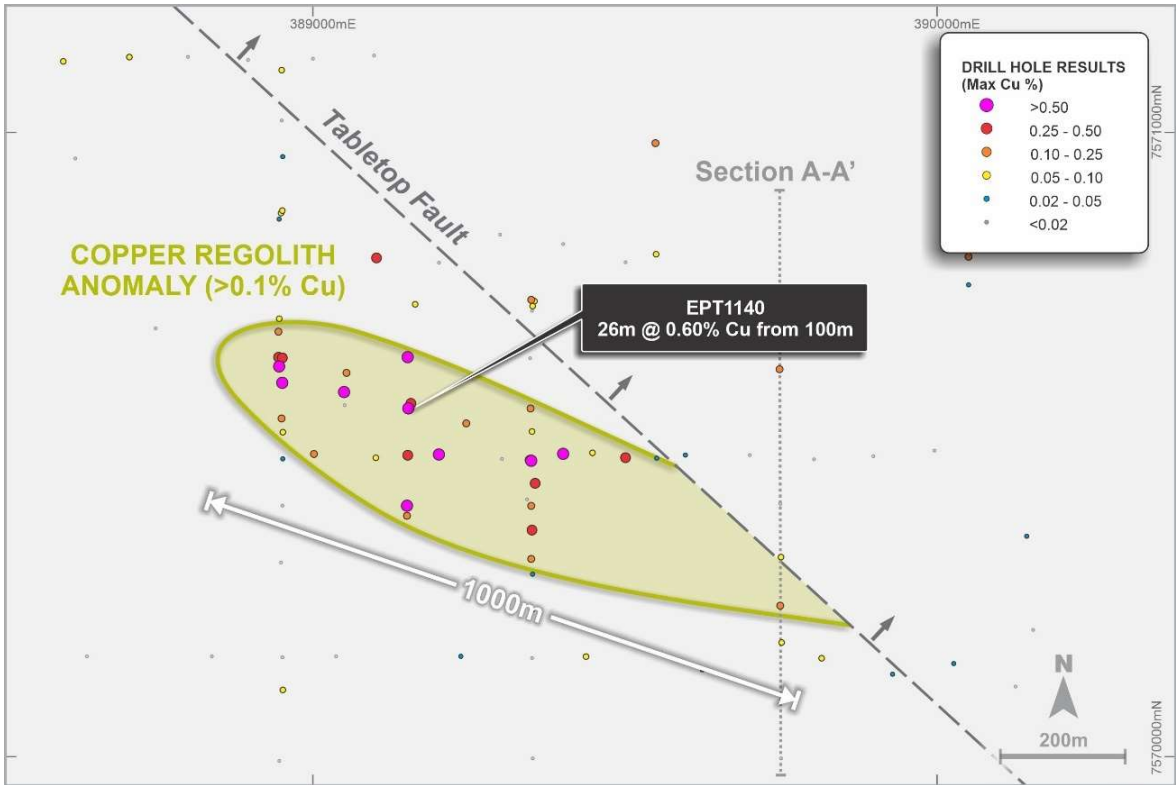 389000mE
390000mE
DRILL HOLE RESULTS
(Max Cu %)
>0.50
0.25 - 0.50
0.10 - 0.25
0.05 - 0.10
0.02 - 0.05
<0.02
7571000mN
Tabletop Fault
Section A-A’
COPPER REGOLITH
ANOMALY (>0.1% Cu)
EPT1140
26m @ 0.60% Cu from 100m
1000m
N
200m
7570000mN